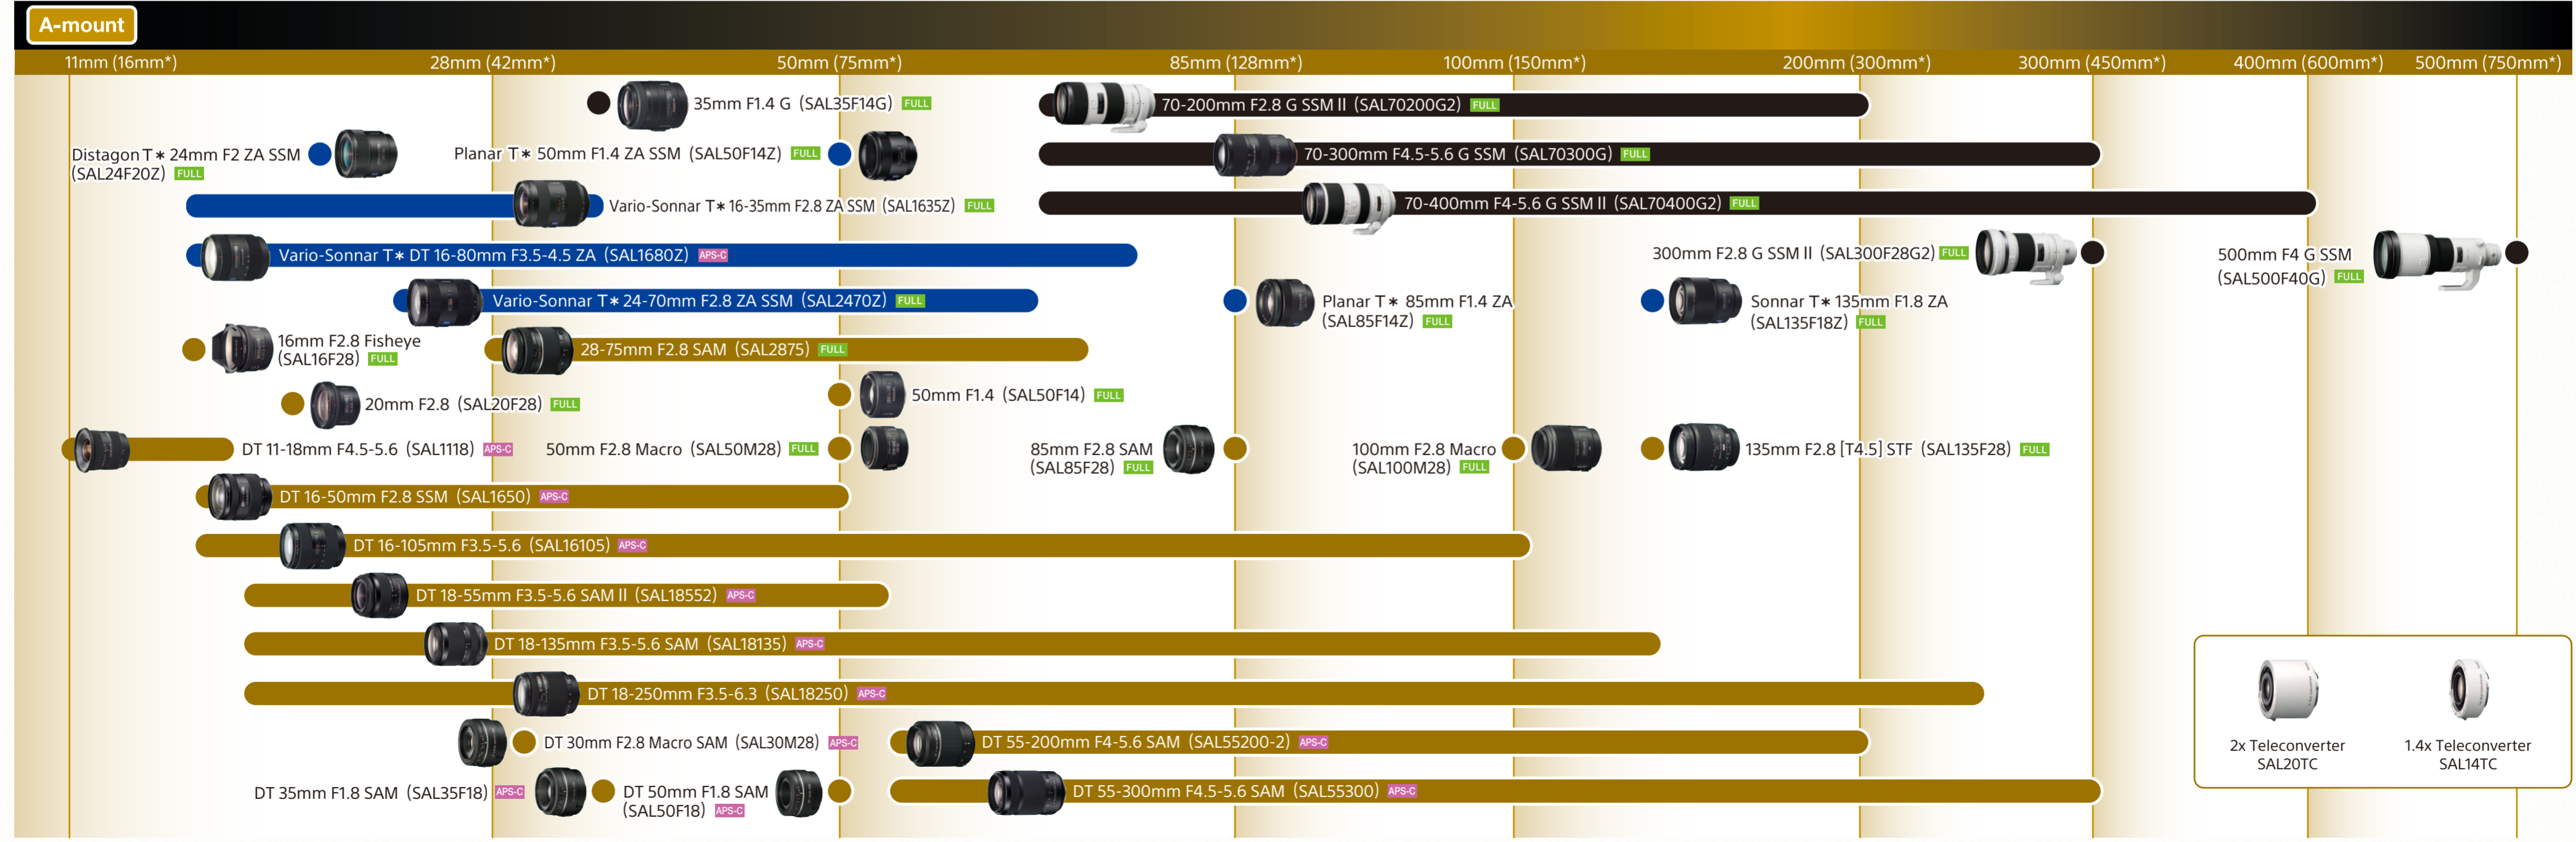 A-mount
11mm (16mm*) 28mm (42mm*) 50mm (75mm*) 85mm (128mm*) 100mm (150mm*) 200mm (300mm*) 300mm (450mm*) 400mm (600mm*) 500mm (750mm*)
35mm F1.4 G (SAL35F14G) FULL
70-200mm F2.8 G SSM II (SAL70200G2) FULL
Distagon T* 24mm F2 ZA SSM
(SAL24F20Z) FULL
Planar T* 50mm F1.4 ZA SSM (SAL50F14Z) FULL
70-300mm F4.5-5.6 G SSM (SAL70300G) FULL
Vario-Sonnar T* 16-35mm F2.8 ZA SSM (SAL1635Z) FULL
70-400mm F4-5.6 G SSM II (SAL70400G2) FULL
Vario-Sonnar T* DT 16-80mm F3.5-4.5 ZA (SAL1680Z) APS-C
300mm F2.8 G SSM II (SAL300F28G2) FULL
500mm F4 G SSM
(SAL500F40G) FULL
Vario-Sonnar T* 24-70mm F2.8 ZA SSM (SAL2470Z) FULL
Planar T* 85mm F1.4 ZA
(SAL85F14Z) FULL
Sonnar T* 135mm F1.8 ZA
(SAL135F18Z) FULL
16mm F2.8 Fisheye
(SAL16F28) FULL
28-75mm F2.8 SAM (SAL2875) FULL
20mm F2.8 (SAL20F28) FULL
50mm F1.4 (SAL50F14) FULL
DT 11-18mm F4.5-5.6 (SAL1118) APS-C
50mm F2.8 Macro (SAL50M28) FULL
85mm F2.8 SAM
(SAL85F28) FULL
100mm F2.8 Macro
(SAL100M28) FULL
135mm F2.8 [T4.5] STF (SAL135F28) FULL
DT 16-50mm F2.8 SSM (SAL1650) APS-C
DT 16-105mm F3.5-5.6 (SAL16105) APS-C
DT 18-55mm F3.5-5.6 SAM II (SAL18552) APS-C
DT 18-135mm F3.5-5.6 SAM (SAL18135) APS-C
DT 18-250mm F3.5-6.3 (SAL18250) APS-C
DT 30mm F2.8 Macro SAM (SAL30M28) APS-C
DT 55-200mm F4-5.6 SAM (SAL55200-2) APS-C
2x Teleconverter
SAL20TC
1.4x Teleconverter
SAL14TC
DT 35mm F1.8 SAM (SAL35F18) APS-C
DT 50mm F1.8 SAM
(SAL50F18) APS-C
DT 55-300mm F4.5-5.6 SAM (SAL55300) APS-C